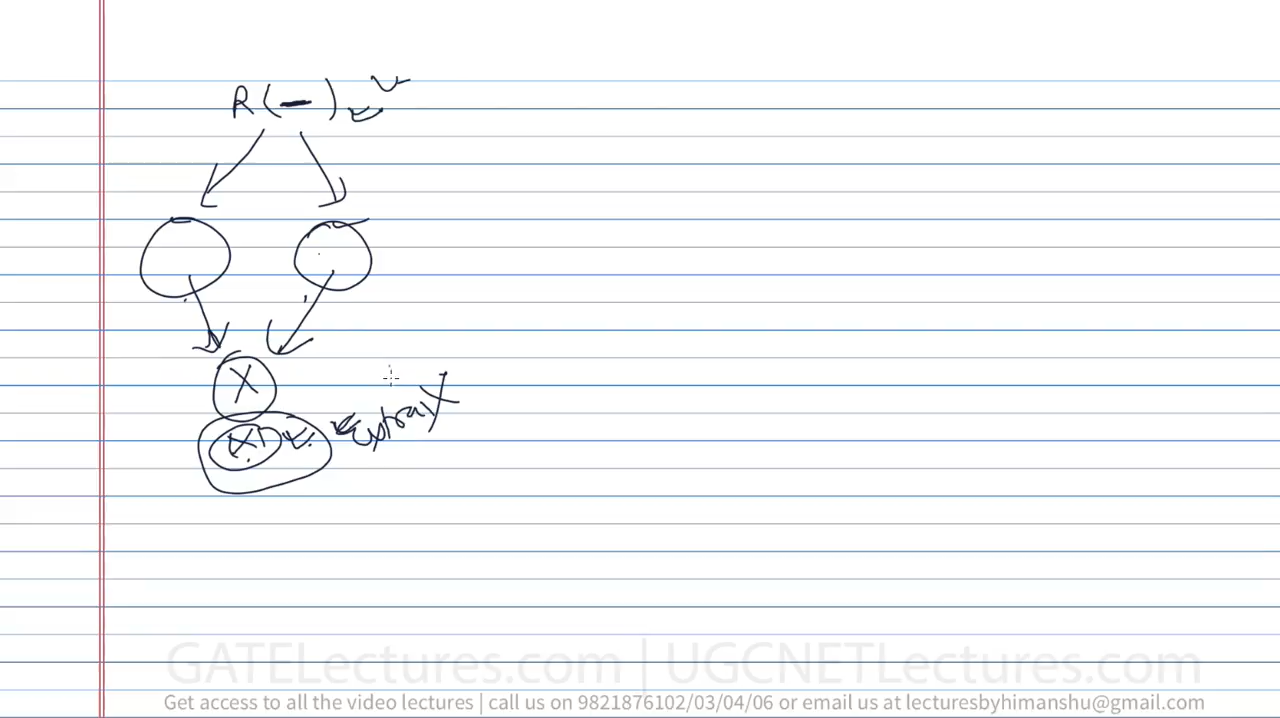 R(—)
X
Extra
GATELectures.com | UGCNETLectures.com
Get access to all the video lectures | call us on 9821876102/03/04/06 or email us at lecturesbyhimanshu@gmail.com